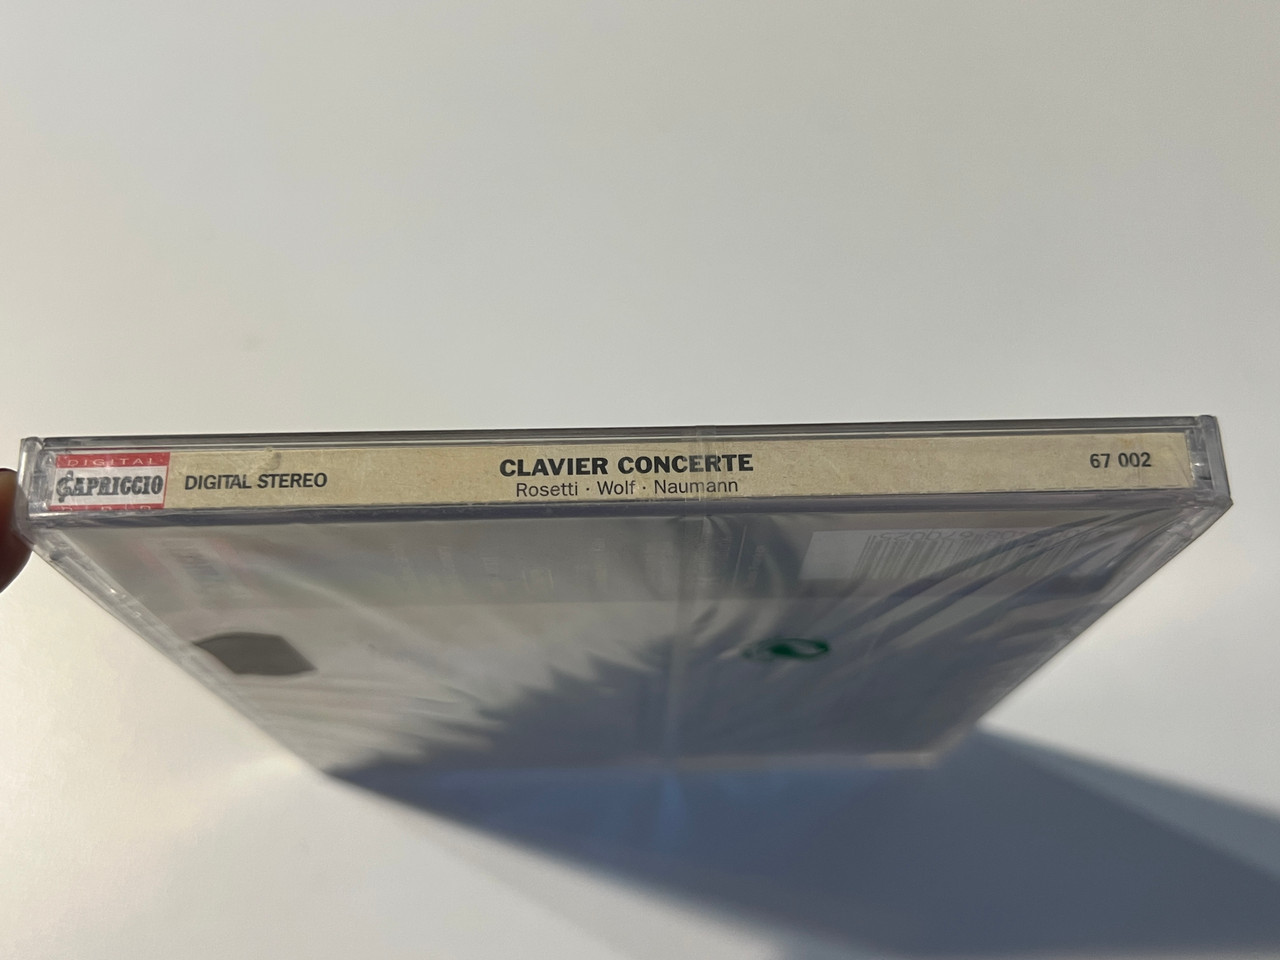 DIGITAL
CAPRICCIO
DIGITAL STEREO
CLAVIER CONCERTE
Rosetti · Wolf · Naumann
67 002